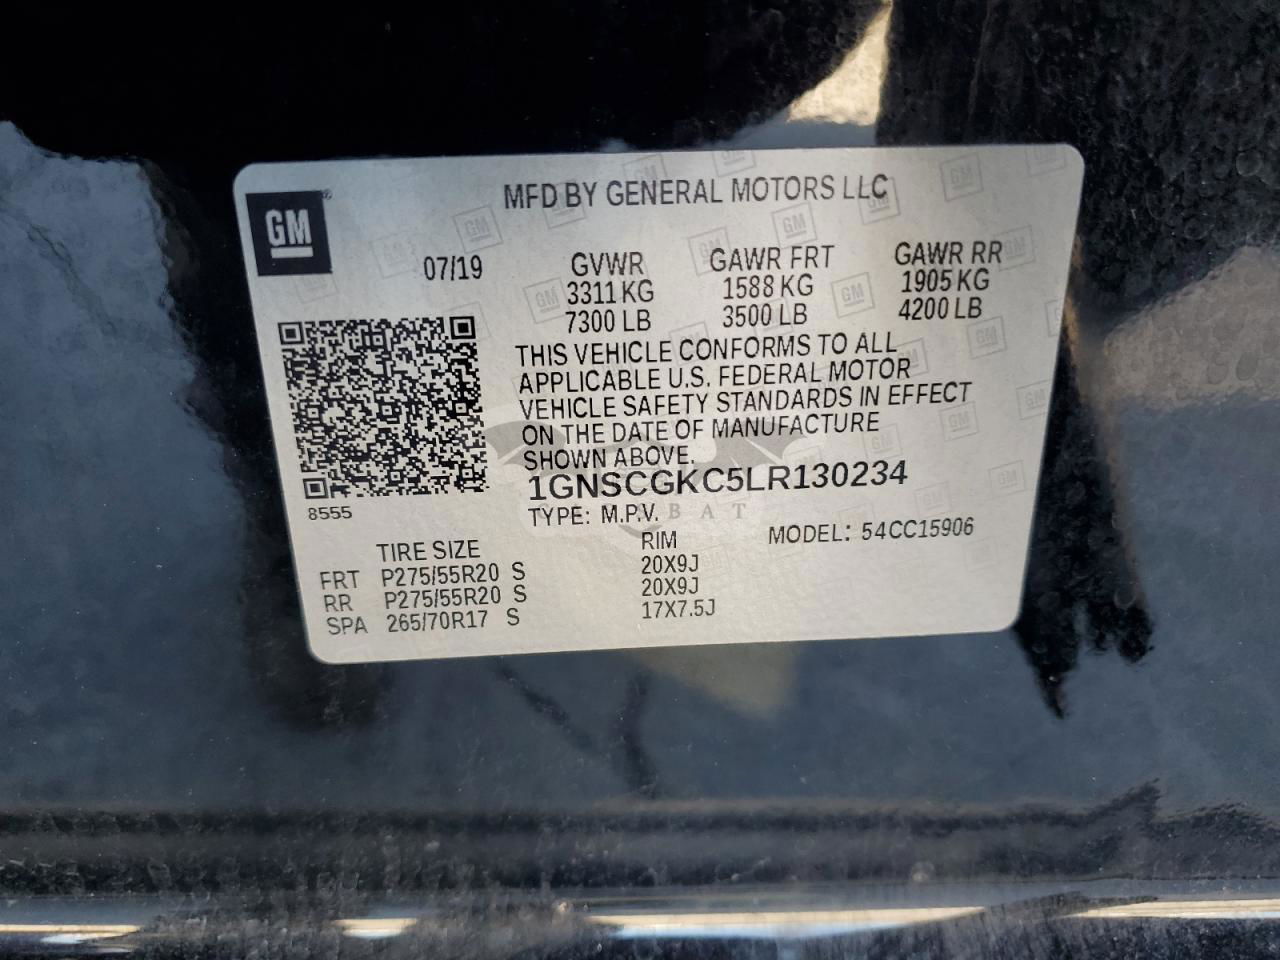 MFD BY GENERAL MOTORS LLC
GM
07/19
GVWR GAWR FRT GAWR RR
3311 KG 1588 KG 1905 KG
7300 LB 3500 LB 4200 LB
THIS VEHICLE CONFORMS TO ALL
APPLICABLE U.S. FEDERAL MOTOR
VEHICLE SAFETY STANDARDS IN EFFECT
ON THE DATE OF MANUFACTURE
SHOWN ABOVE.
1GNSCGKC5LR130234
8555
TYPE: M.P.V.
MODEL: 54CC15906
TIRE SIZE RIM
FRT P275/55R20 S 20X9J
RR P275/55R20 S 20X9J
SPA 265/70R17 S 17X7.5J